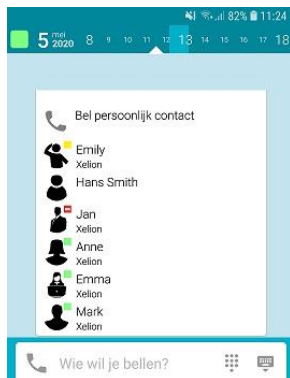 82% 11:24
5 mei 2020 8 9 10 11 12 13 14 15 16 17 18
Bel persoonlijk contact
Emily
Xelion
Hans Smith
Jan
Xelion
Anne
Xelion
Emma
Xelion
Mark
Xelion
Wie wil je bellen?